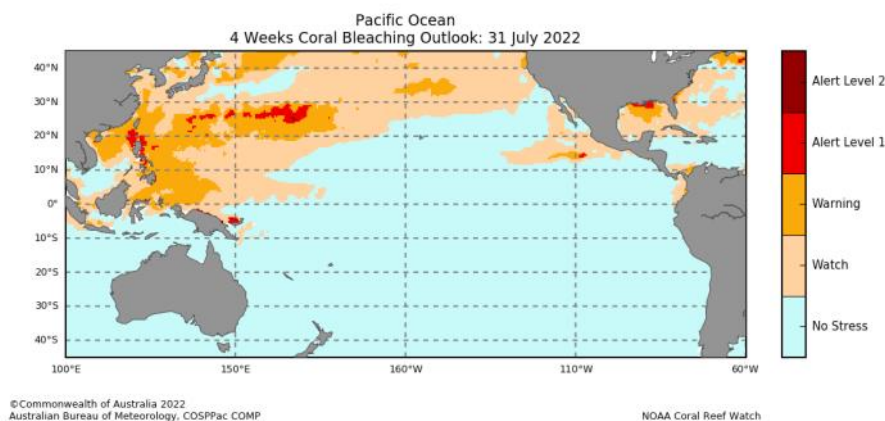 Pacific Ocean
4 Weeks Coral Bleaching Outlook: 31 July 2022
40°N
30°N
20°N
10°N
0°
10°S
20°S
30°S
40°S
100°E
150°E
160°W
110°W
60°W
Alert Level 2
Alert Level 1
Warning
Watch
No Stress
©Commonwealth of Australia 2022
Australian Bureau of Meteorology, COSPPac COMP
NOAA Coral Reef Watch